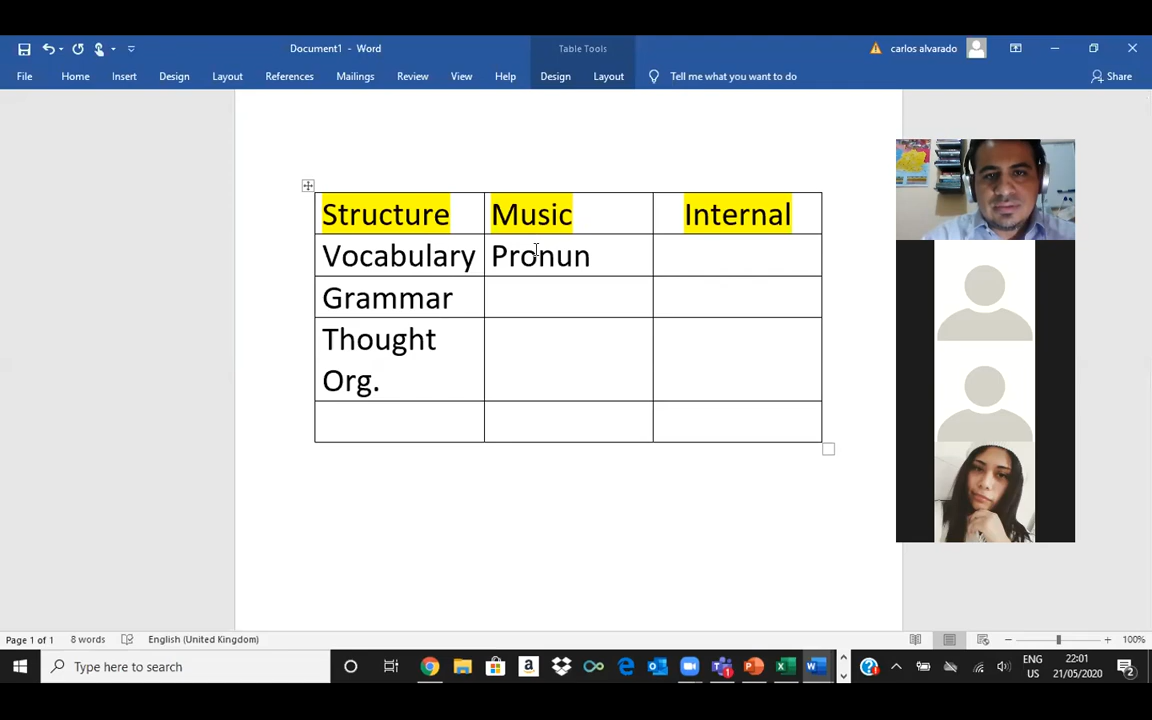 Document1 - Word
Table Tools
carlos alvarado
File Home Insert Design Layout References Mailings Review View Help Design Layout Tell me what you want to do Share
Structure Music Internal
Vocabulary Pronun
Grammar
Thought
Org.
Page 1 of 1 8 words English (United Kingdom) 100%
Type here to search
ENG
US
22:01
21/05/2020
2